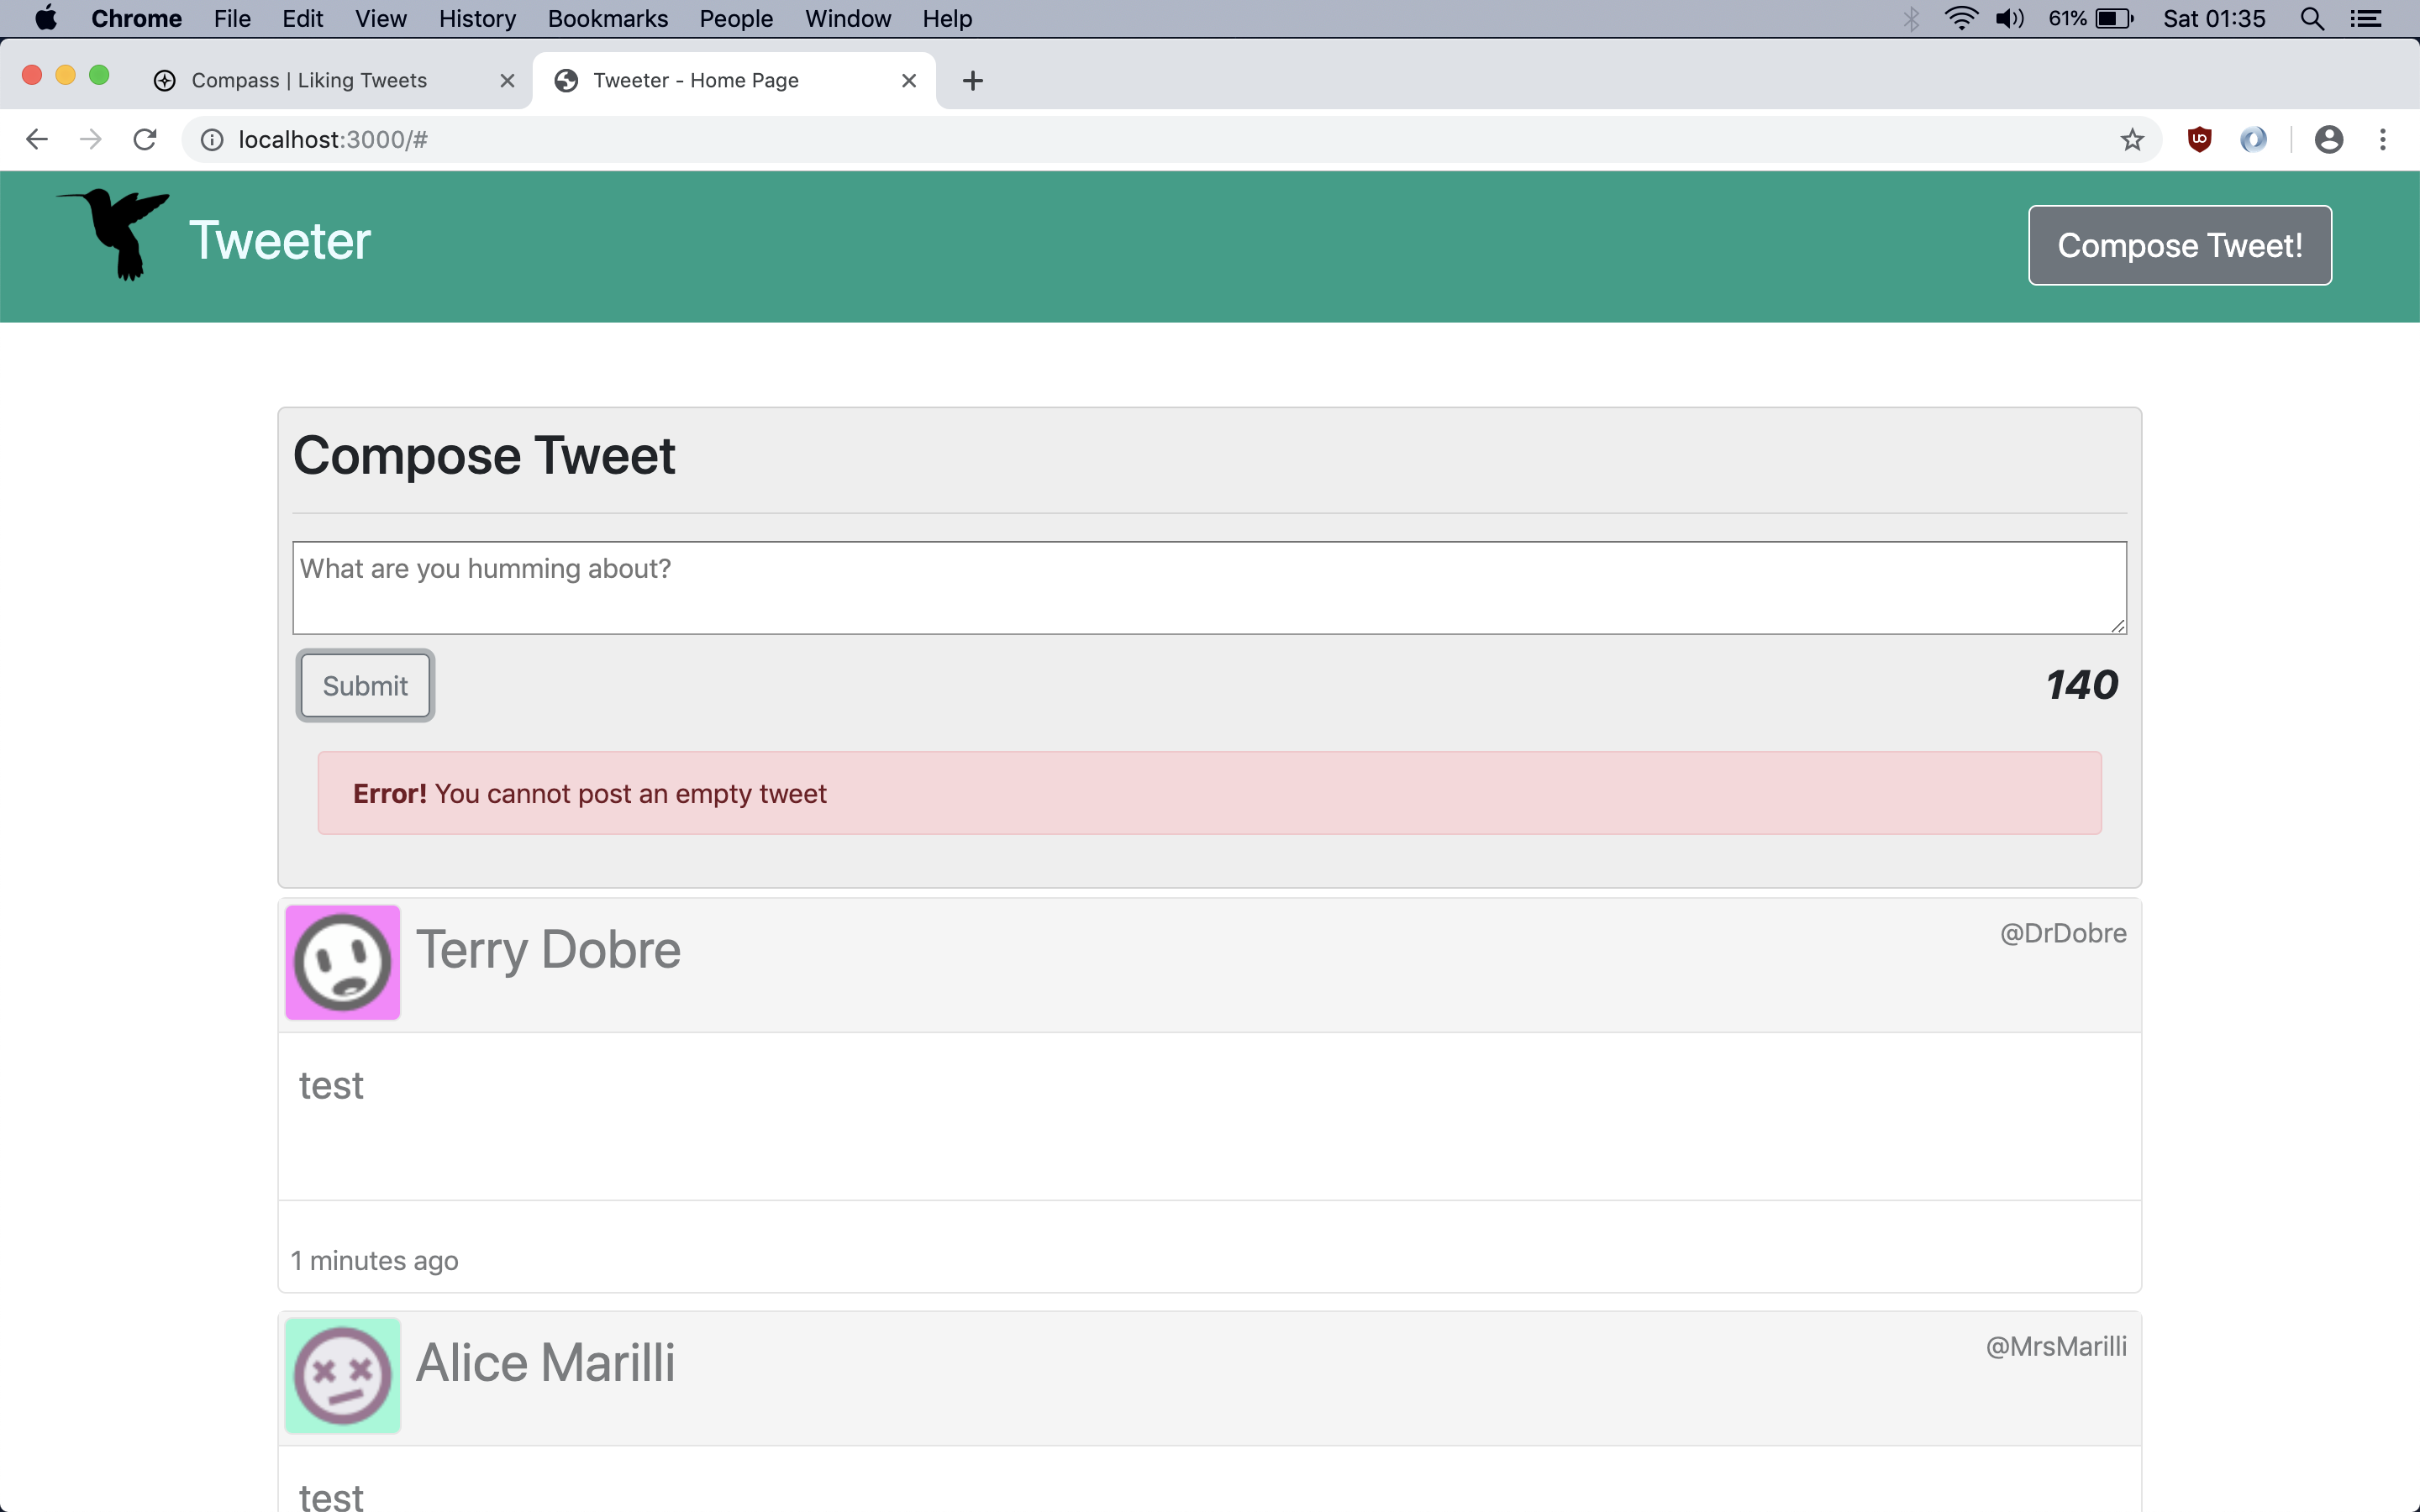 Chrome File Edit View History Bookmarks People Window Help 61% Sat 01:35
Compass | Liking Tweets Tweeter - Home Page
localhost:3000/#
Tweeter Compose Tweet!
Compose Tweet
What are you humming about?
Submit 140
Error! You cannot post an empty tweet
Terry Dobre @DrDobre
test
1 minutes ago
Alice Marilli @MrsMarilli
test